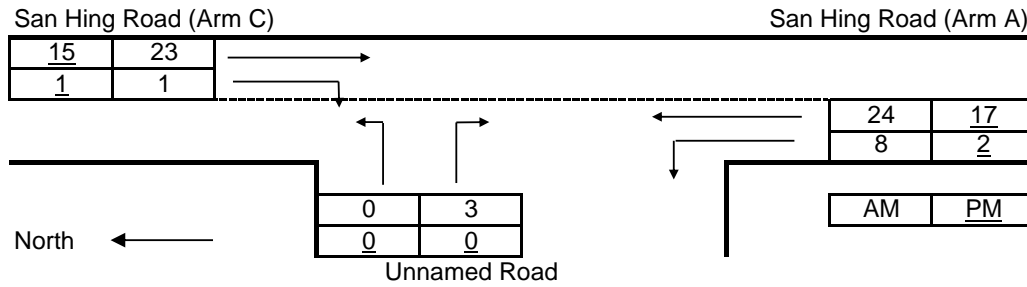 San Hing Road (Arm C) San Hing Road (Arm A)
15 23
1 1
24 17
8 2
0 3
AM PM
North 0 0
Unnamed Road